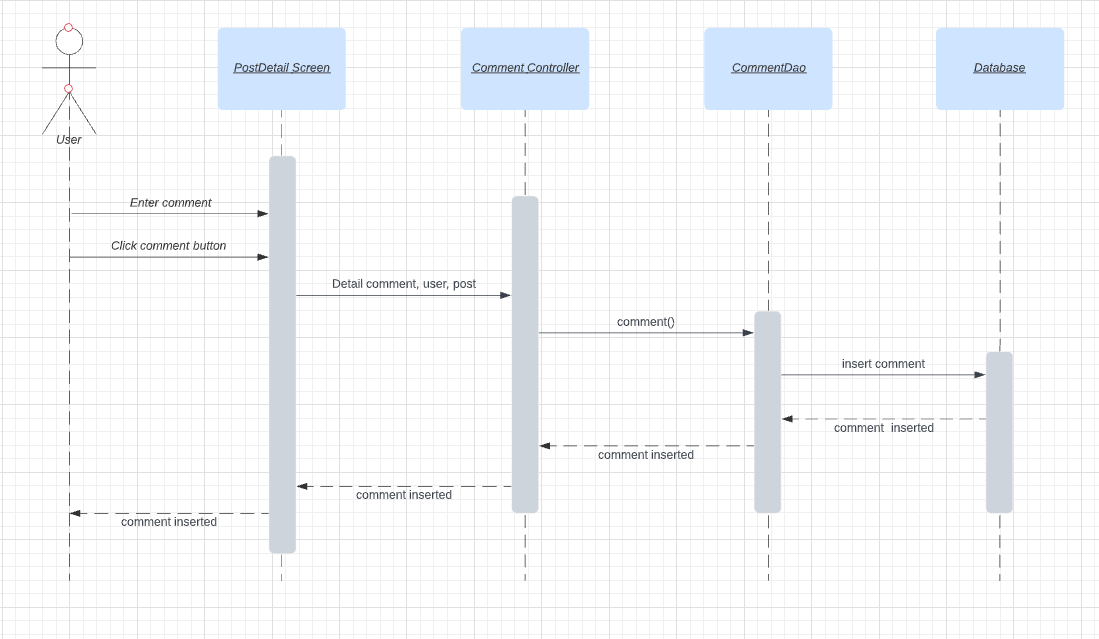 PostDetail Screen
Comment Controller
CommentDao
Database
User
Enter comment
Click comment button
Detail comment, user, post
comment()
insert comment
comment  inserted
comment inserted
comment inserted
comment inserted